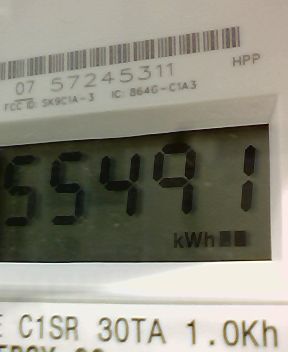 07 57245311
HPP
FCC ID: SK9C1A-3 IC: 864G-C1A3
55491
kWh
C1SR 30TA 1.0Kh